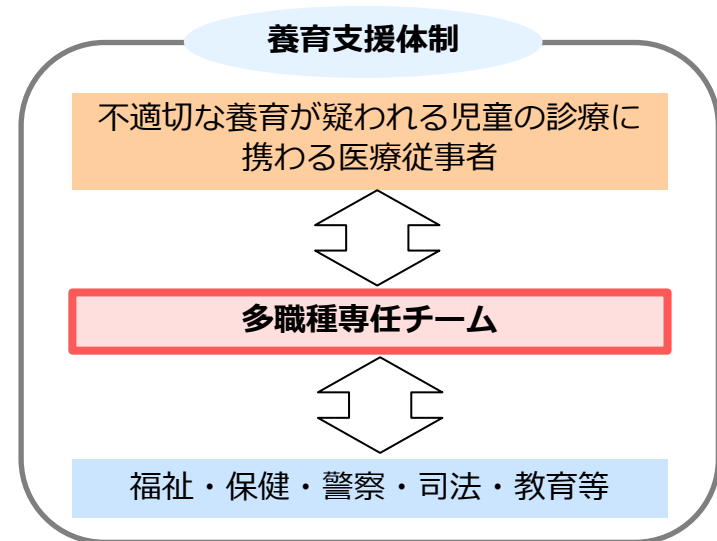 養育支援体制
不適切な養育が疑われる児童の診療に
携わる医療従事者
多職種専任チーム
福祉・保健・警察・司法・教育等